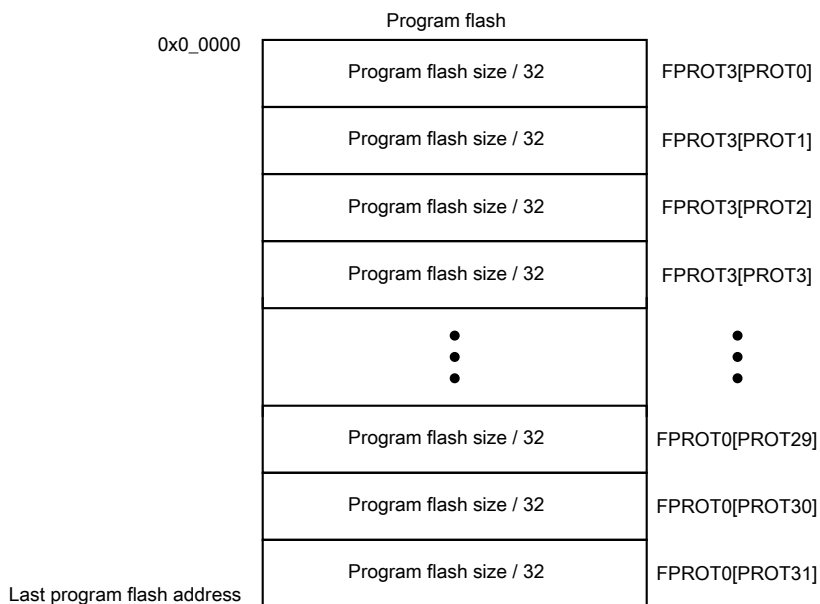 Program flash
0x0_0000
Program flash size / 32 FPROT3[PROT0]
Program flash size / 32 FPROT3[PROT1]
Program flash size / 32 FPROT3[PROT2]
Program flash size / 32 FPROT3[PROT3]
Program flash size / 32 FPROT0[PROT29]
Program flash size / 32 FPROT0[PROT30]
Program flash size / 32 FPROT0[PROT31]
Last program flash address